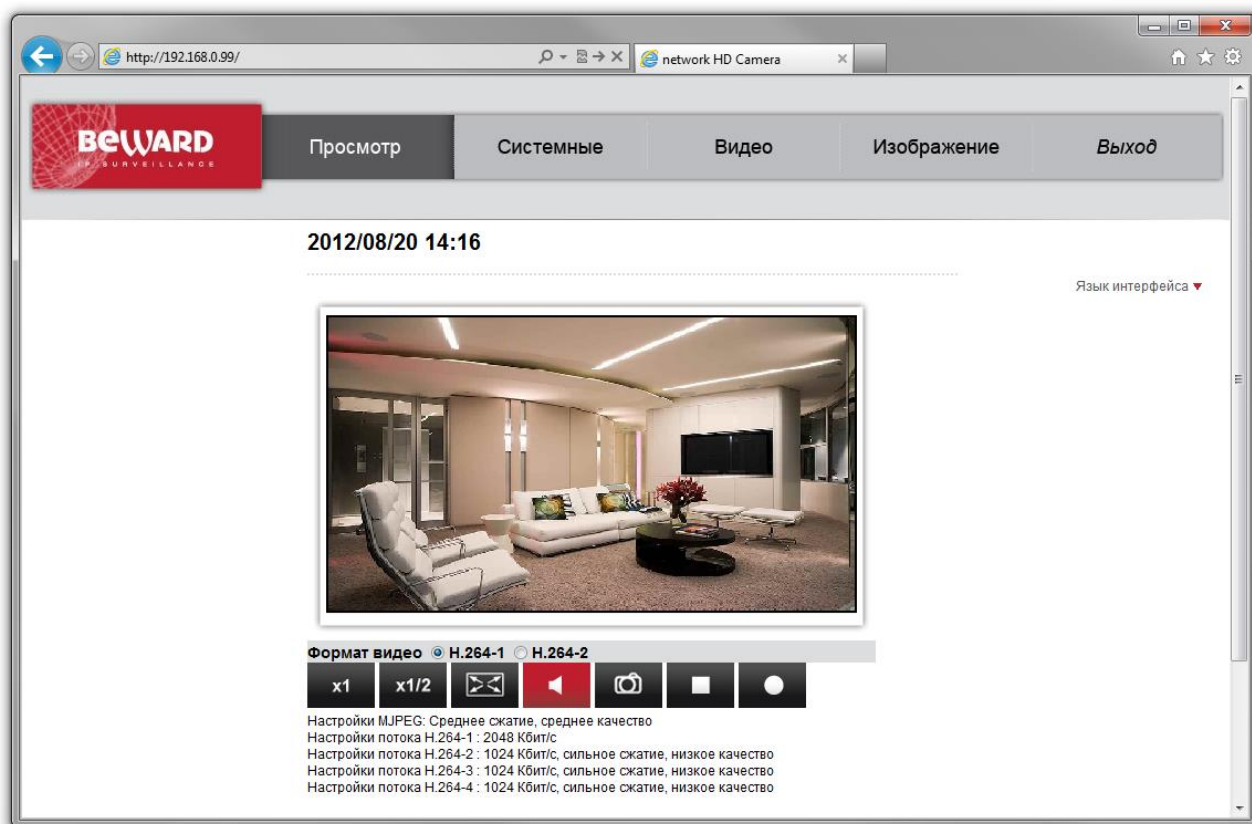 http://192.168.0.99/
network HD Camera
BEWARD
IP SURVEILLANCE
Просмотр
Системные
Видео
Изображение
Выход
2012/08/20 14:16
Язык интерфейса
Формат видео H.264-1 H.264-2
x1 x1/2
Настройки MJPEG: Среднее сжатие, среднее качество
Настройки потока H.264-1 : 2048 Кбит/с
Настройки потока H.264-2 : 1024 Кбит/с, сильное сжатие, низкое качество
Настройки потока H.264-3 : 1024 Кбит/с, сильное сжатие, низкое качество
Настройки потока H.264-4 : 1024 Кбит/с, сильное сжатие, низкое качество